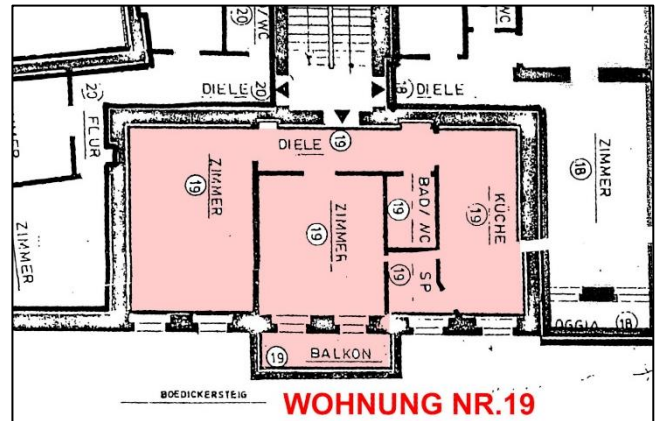 20
WC
WC
DIELE 20
18 DIELE
20
FLUR
ZIMMER
DIELE 19
ZIMMER
19
ZIMMER
19
BAD/WC
19
KÜCHE
19
ZIMMER
18
SP
19
LOGGIA 18
19 BALKON
BOEDICKERSTEIG
WOHNUNG NR.19